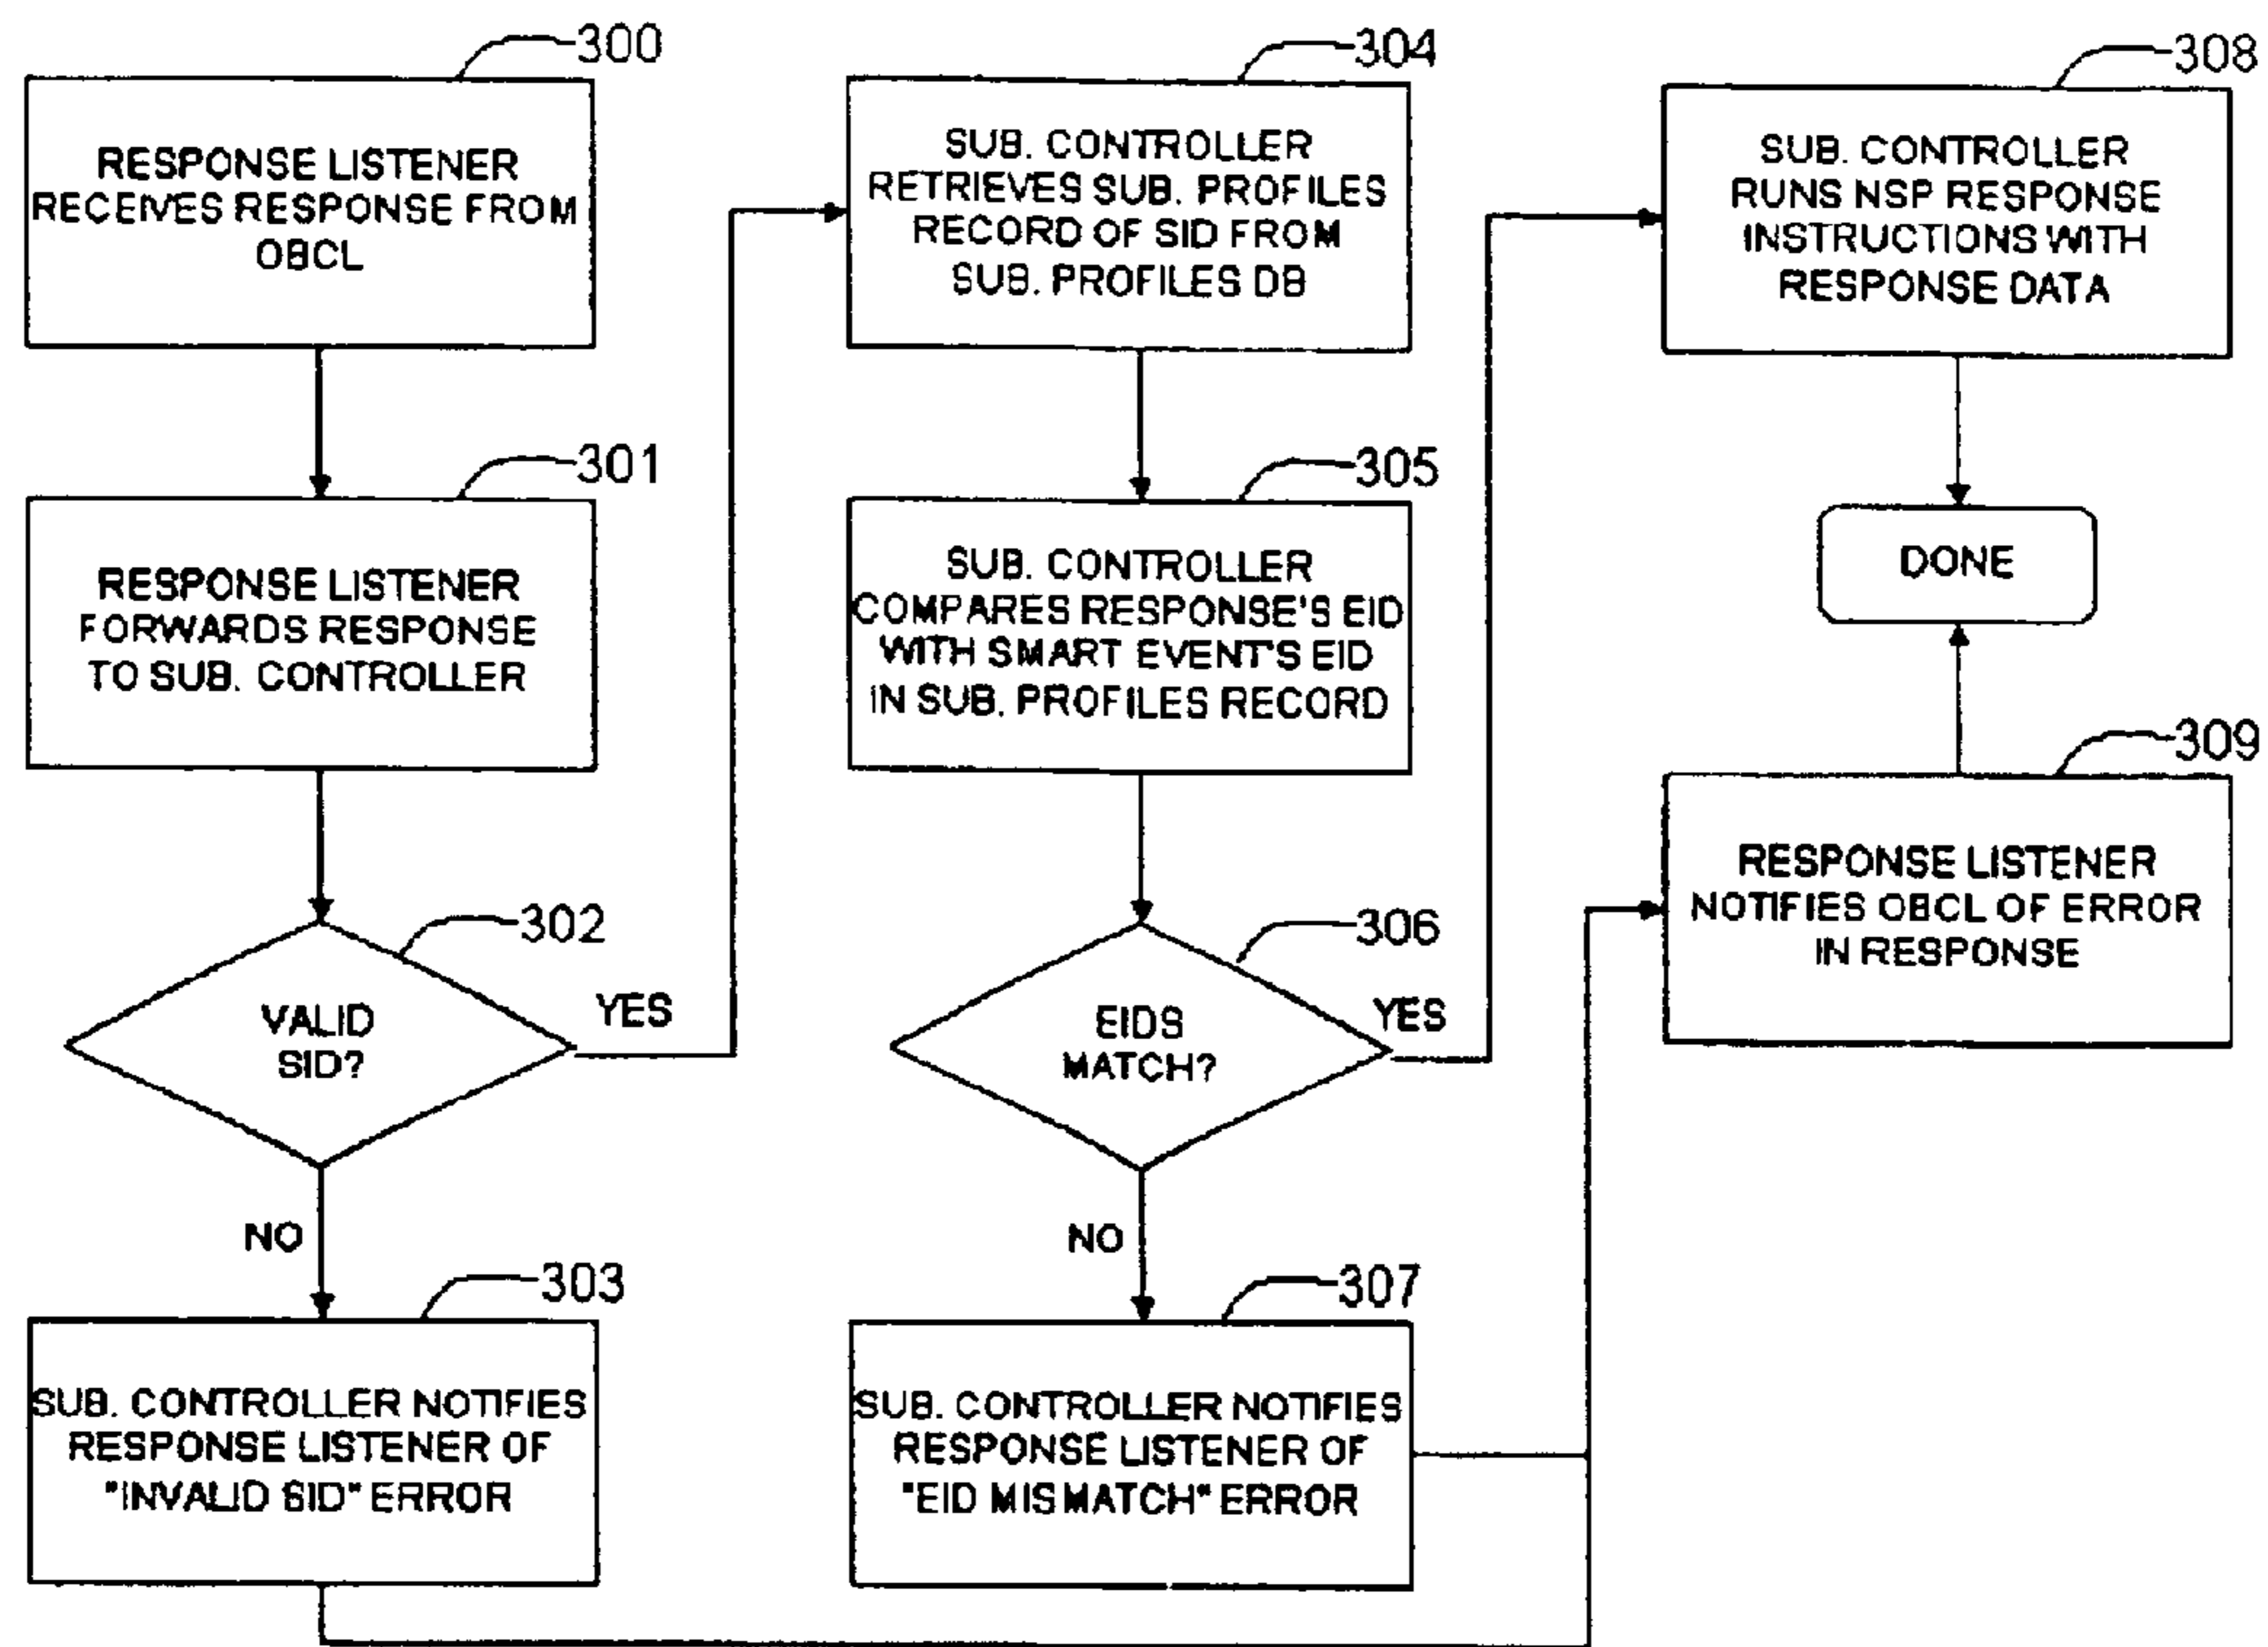 300
RESPONSE LISTENER
RECEIVES RESPONSE FROM
OBCL
301
RESPONSE LISTENER
FORWARDS RESPONSE
TO SUB. CONTROLLER
302
VALID
SID?
YES
NO
303
SUB. CONTROLLER NOTIFIES
RESPONSE LISTENER OF
"INVALID SID" ERROR
304
SUB. CONTROLLER
RETRIEVES SUB. PROFILES
RECORD OF SID FROM
SUB. PROFILES DB
305
SUB. CONTROLLER
COMPARES RESPONSE'S EID
WITH SMART EVENT'S EID
IN SUB. PROFILES RECORD
306
EIDS
MATCH?
YES
NO
307
SUB. CONTROLLER NOTIFIES
RESPONSE LISTENER OF
"EID MISMATCH" ERROR
308
SUB. CONTROLLER
RUNS NSP RESPONSE
INSTRUCTIONS WITH
RESPONSE DATA
DONE
309
RESPONSE LISTENER
NOTIFIES OBCL OF ERROR
IN RESPONSE